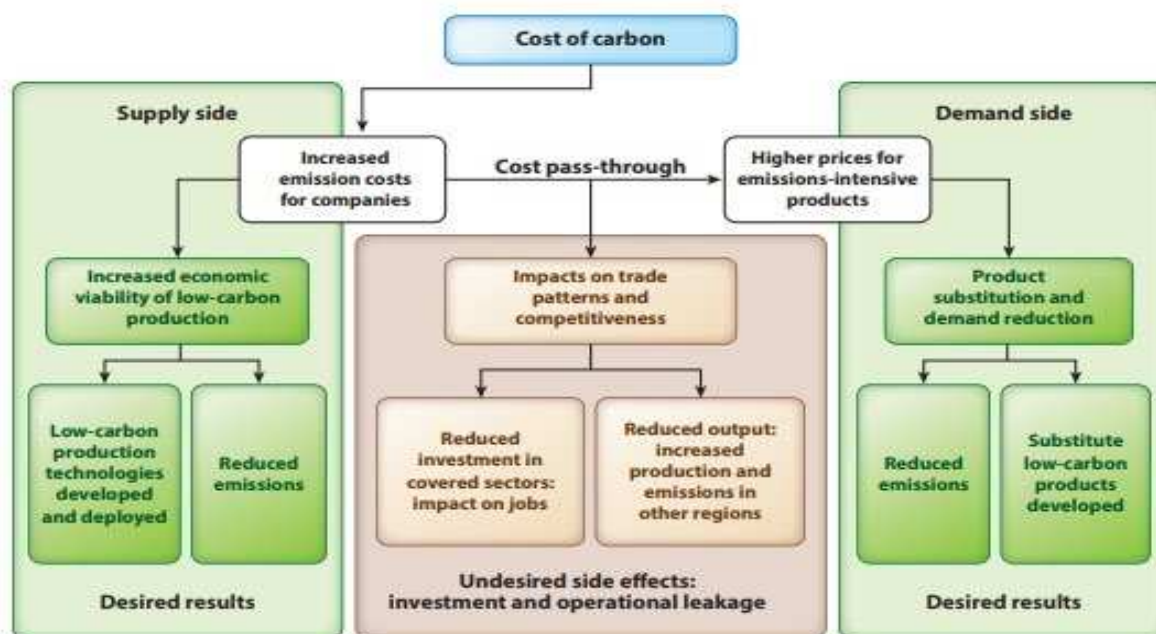 Cost of carbon
Supply side
Demand side
Increased
emission costs
for companies
Cost pass-through
Higher prices for
emissions-intensive
products
Increased economic
viability of low-carbon
production
Impacts on trade
patterns and
competitiveness
Product
substitution and
demand reduction
Low-carbon
production
technologies
developed
and deployed
Reduced
emissions
Reduced
investment in
covered sectors:
impact on jobs
Reduced output:
increased
production and
emissions in
other regions
Reduced
emissions
Substitute
low-carbon
products
developed
Desired results
Undesired side effects:
investment and operational leakage
Desired results